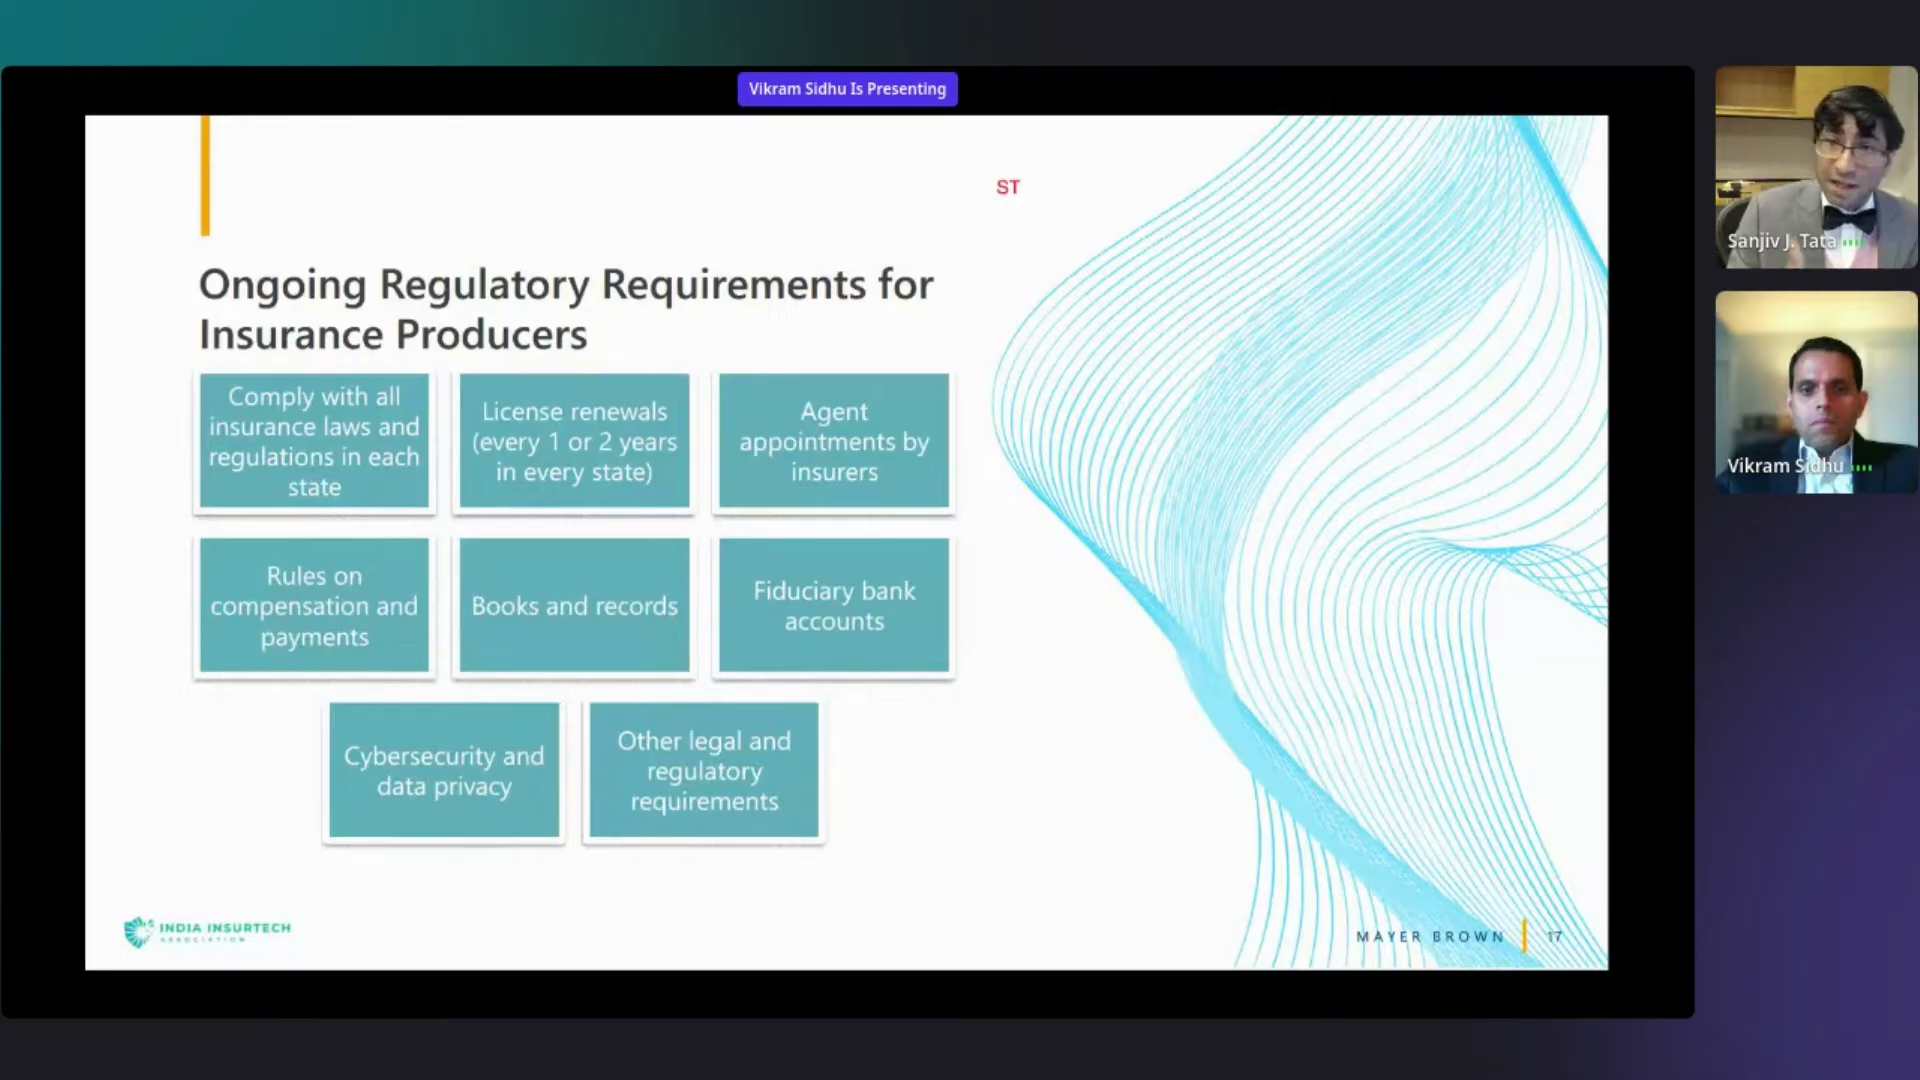 Vikram Sidhu Is Presenting
ST
Ongoing Regulatory Requirements for
Insurance Producers
Comply with all
insurance laws and
regulations in each
state
License renewals
(every 1 or 2 years
in every state)
Agent
appointments by
insurers
Rules on
compensation and
payments
Books and records
Fiduciary bank
accounts
Cybersecurity and
data privacy
Other legal and
regulatory
requirements
INDIA INSURTECH
ASSOCIATION
MAYER BROWN
17
Sanjiv J. Tata
Vikram Sidhu